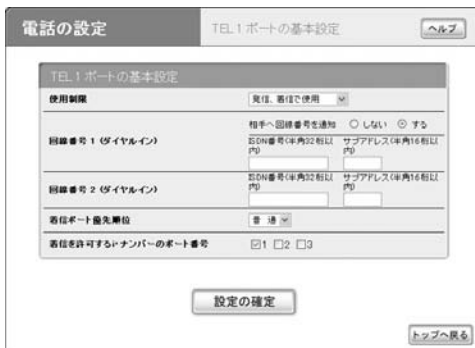 電話の設定
TEL1ポートの基本設定
ヘルプ
TEL1ポートの基本設定
使用制限
発信、着信で使用
相手へ回線番号を通知 しない する
回線番号1(ダイヤルイン)
ISDN番号(半角32桁以内)
サブアドレス(半角16桁以内)
回線番号2(ダイヤルイン)
ISDN番号(半角32桁以内)
サブアドレス(半角16桁以内)
着信ポート優先順位
普通
着信を許可するi・ナンバーのポート番号
1 2 3
設定の確定
トップへ戻る